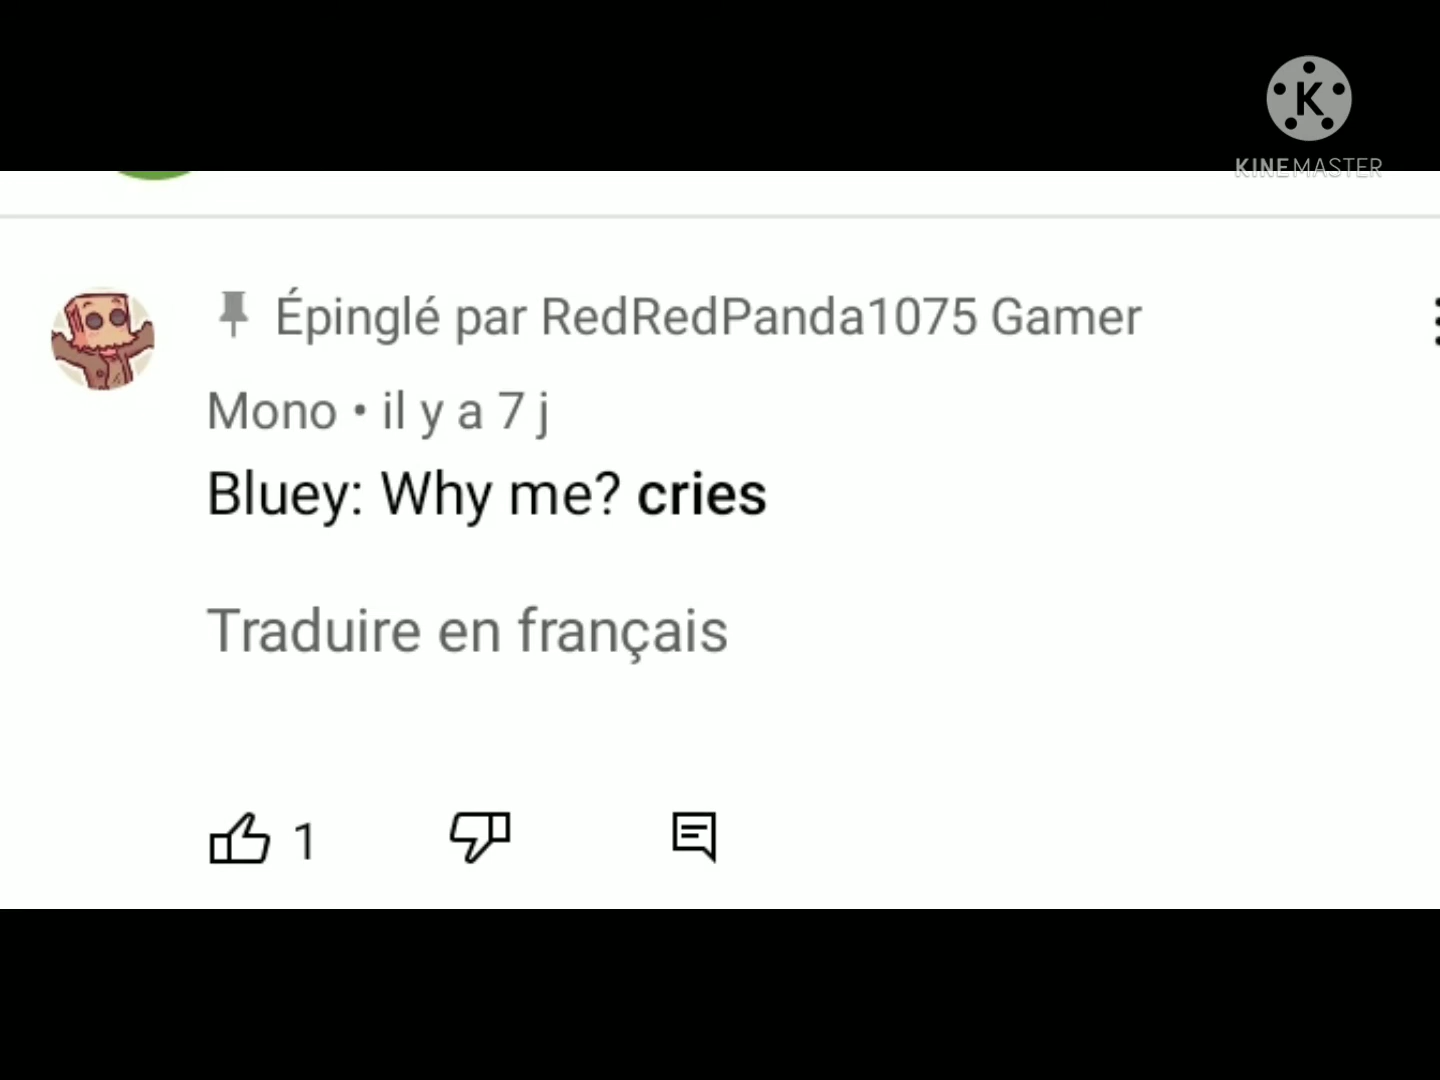 K
KINEMASTER
Épinglé par RedRedPanda1075 Gamer
Mono • il y a 7 j
Bluey: Why me? cries
Traduire en français
1